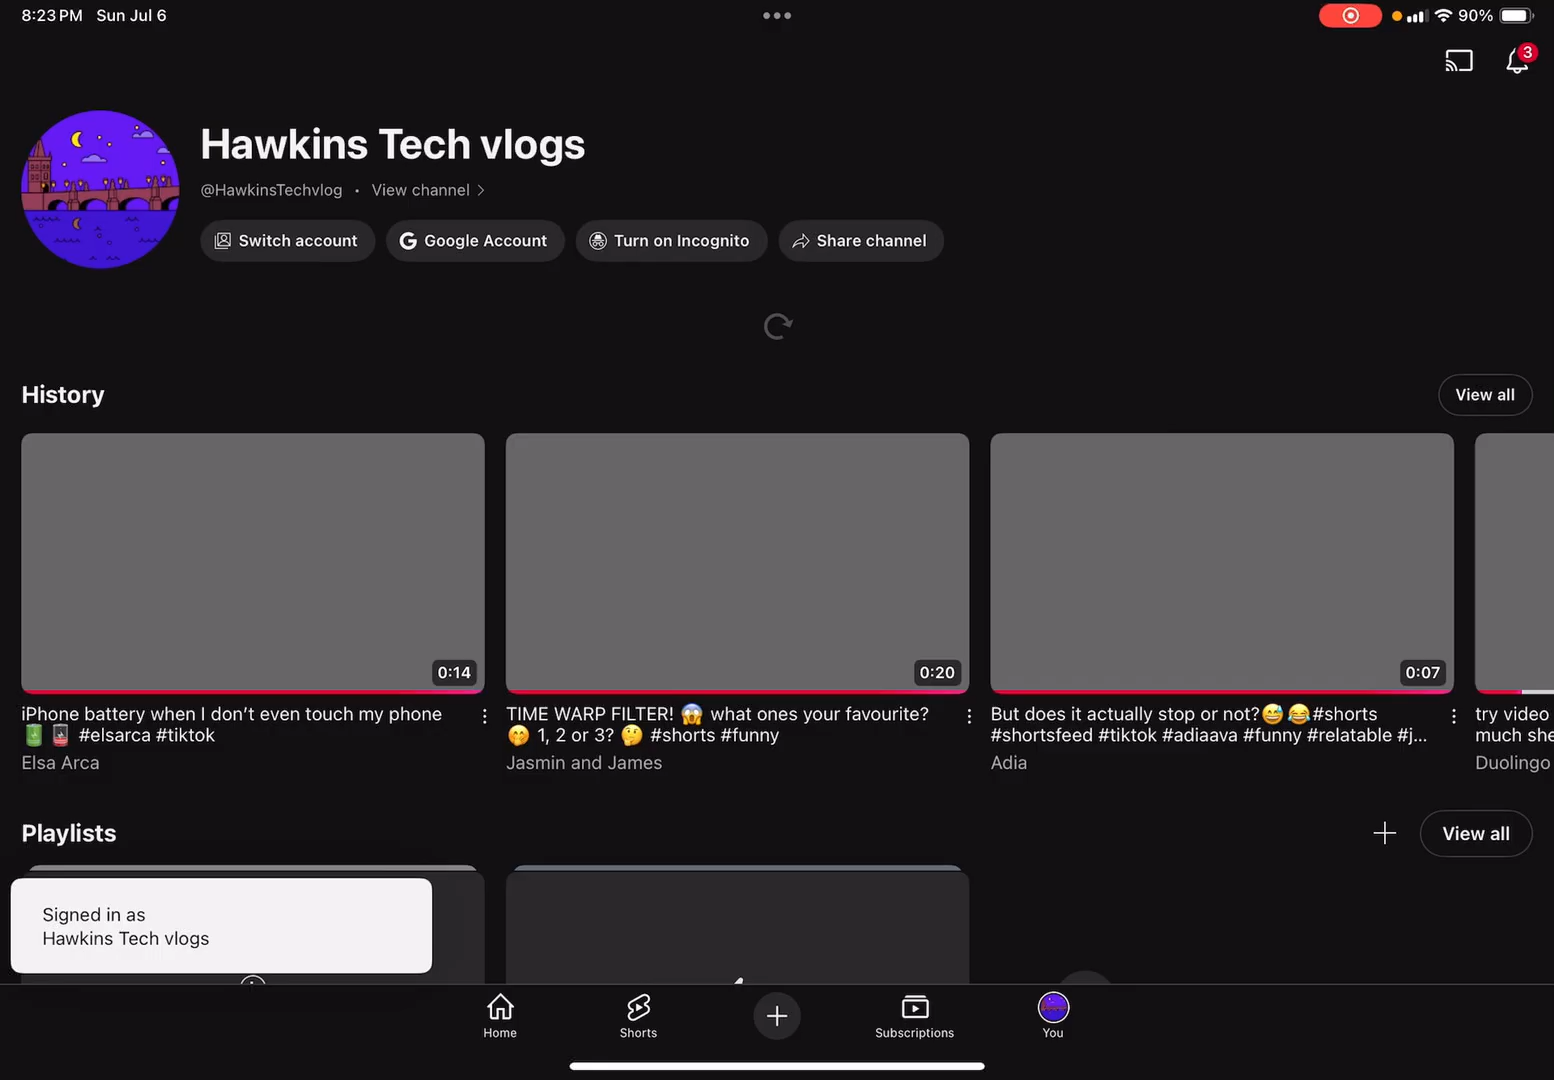 8:23 PM Sun Jul 6
90%
3
Hawkins Tech vlogs
@HawkinsTechvlog • View channel >
Switch account
Google Account
Turn on Incognito
Share channel
History
View all
0:14
0:20
0:07
iPhone battery when I don’t even touch my phone
🔋🪫 #elsarca #tiktok
Elsa Arca
TIME WARP FILTER! 😱 what ones your favourite?
🤭 1, 2 or 3? 🤔 #shorts #funny
Jasmin and James
But does it actually stop or not?😅😂#shorts
#shortsfeed #tiktok #adiaava #funny #relatable #j...
Adia
try video
much she
Duolingo
Playlists
View all
Signed in as
Hawkins Tech vlogs
Home
Shorts
Subscriptions
You